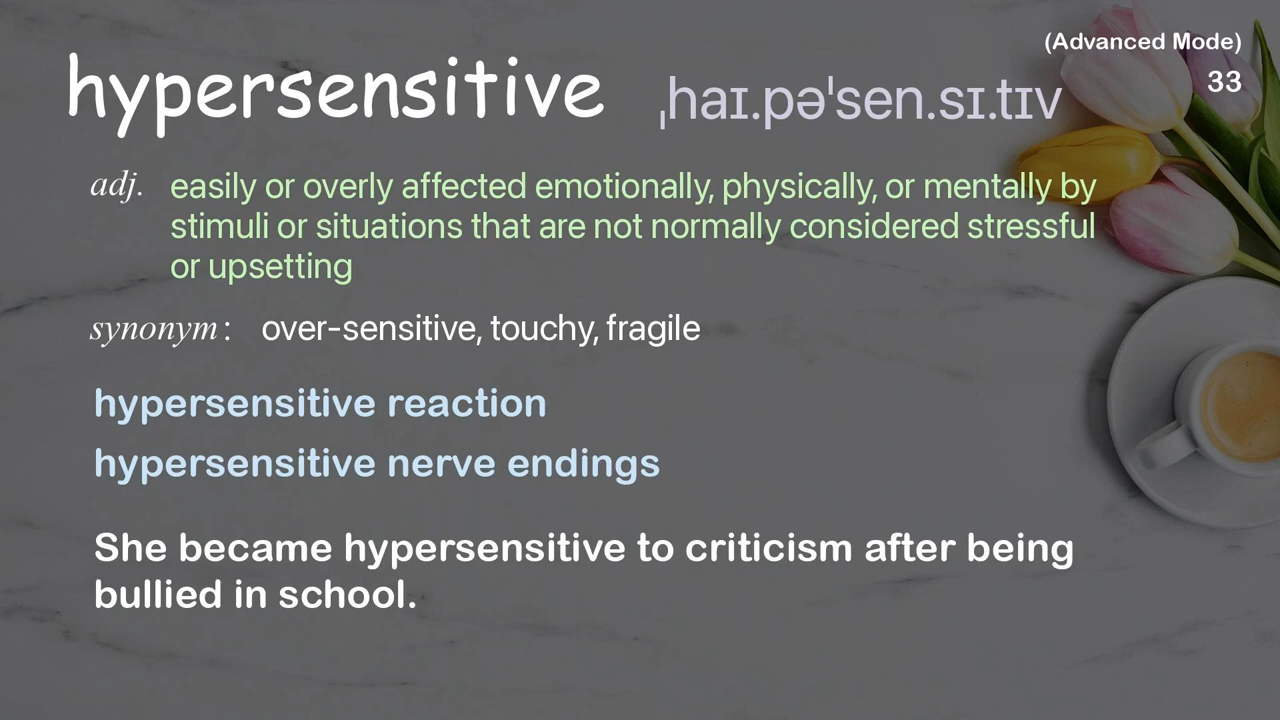 (Advanced Mode)
33
hypersensitive ˌhaɪ.pəˈsen.sɪ.tɪv
adj. easily or overly affected emotionally, physically, or mentally by
stimuli or situations that are not normally considered stressful
or upsetting
synonym: over-sensitive, touchy, fragile
hypersensitive reaction
hypersensitive nerve endings
She became hypersensitive to criticism after being
bullied in school.